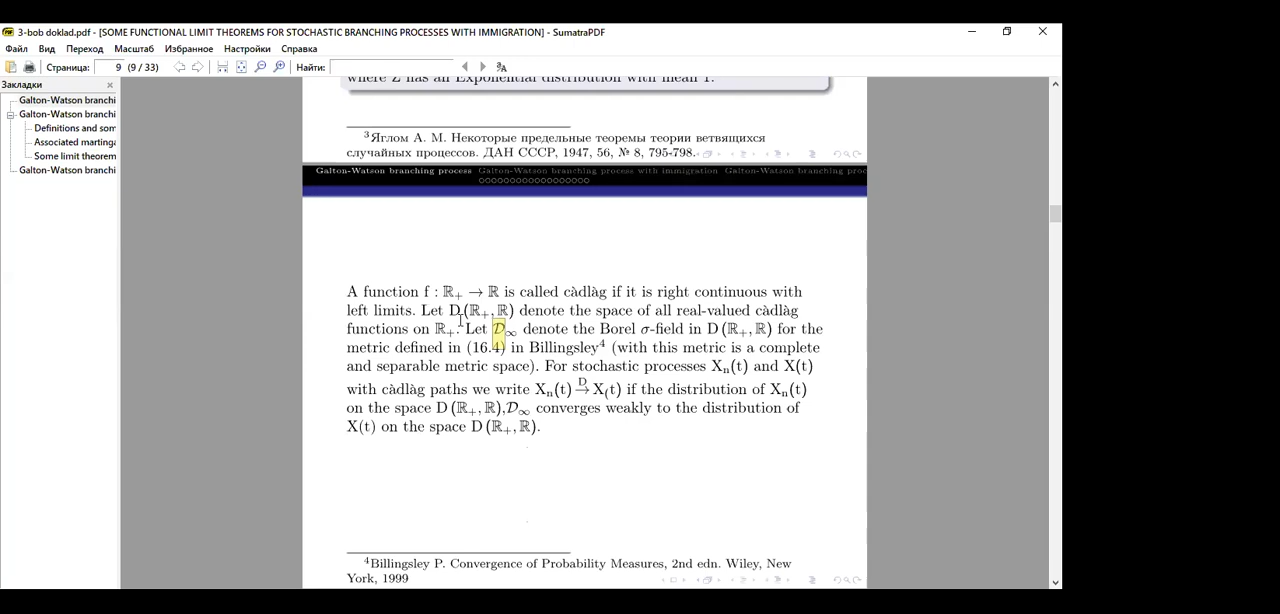 3-bob doklad.pdf - [SOME FUNCTIONAL LIMIT THEOREMS FOR STOCHASTIC BRANCHING PROCESSES WITH IMMIGRATION] - SumatraPDF
Файл Вид Переход Масштаб Избранное Настройки Справка
Страница: 9 (9 / 33) Найти:
Закладки
Galton-Watson branchi
Galton-Watson branchi
Definitions and som
Associated martinga
Some limit theorem
Galton-Watson branchi
where Z has an Exponential distribution with mean 1.
³Яглом А. М. Некоторые предельные теоремы теории ветвящихся
случайных процессов. ДАН СССР, 1947, 56, № 8, 795-798.
Galton-Watson branching process Galton-Watson branching process with immigration Galton-Watson branching proc
A function f : ℝ₊ → ℝ is called càdlàg if it is right continuous with
left limits. Let D(ℝ₊, ℝ) denote the space of all real-valued càdlàg
functions on ℝ₊. Let 𝒟∞ denote the Borel σ-field in D (ℝ₊, ℝ) for the
metric defined in (16.4) in Billingsley⁴ (with this metric is a complete
and separable metric space). For stochastic processes Xₙ(t) and X(t)
with càdlàg paths we write Xₙ(t) →ᴰ X(t) if the distribution of Xₙ(t)
on the space D (ℝ₊, ℝ),𝒟∞ converges weakly to the distribution of
X(t) on the space D (ℝ₊, ℝ).
⁴Billingsley P. Convergence of Probability Measures, 2nd edn. Wiley, New
York, 1999